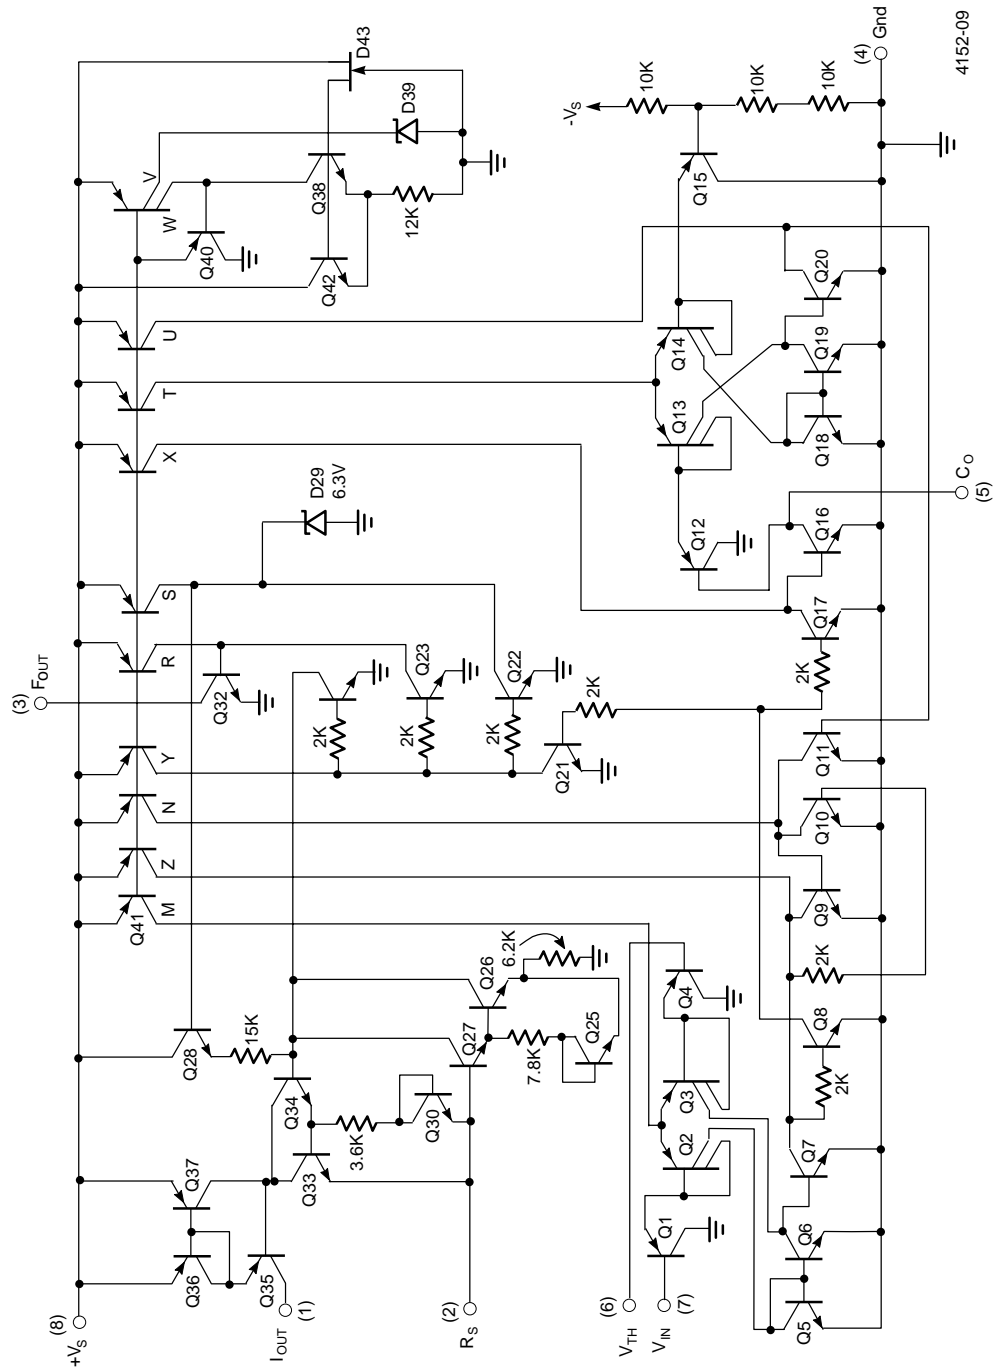 (3)
FOUT
+VS
(8)
Q41
M
Z
N
Y
R
S
X
T
U
W
V
Q36
Q37
Q28
Q40
Q32
D43
Q35
15K
D29
6.3V
D39
IOUT
(1)
Q34
Q38
Q42
Q33
2K
12K
3.6K
Q30
Q23
2K
RS
(2)
Q27
Q26
6.2K
Q22
2K
7.8K
Q25
Q21
2K
-VS
VTH
(6)
VIN
(7)
Q1
Q2
Q3
Q4
Q12
Q13
Q14
Q15
10K
10K
10K
Q5
Q6
Q7
2K
Q8
2K
Q9
Q10
Q11
2K
Q17
Q16
Q18
Q19
Q20
(4)
Gnd
CO
(5)
4152-09